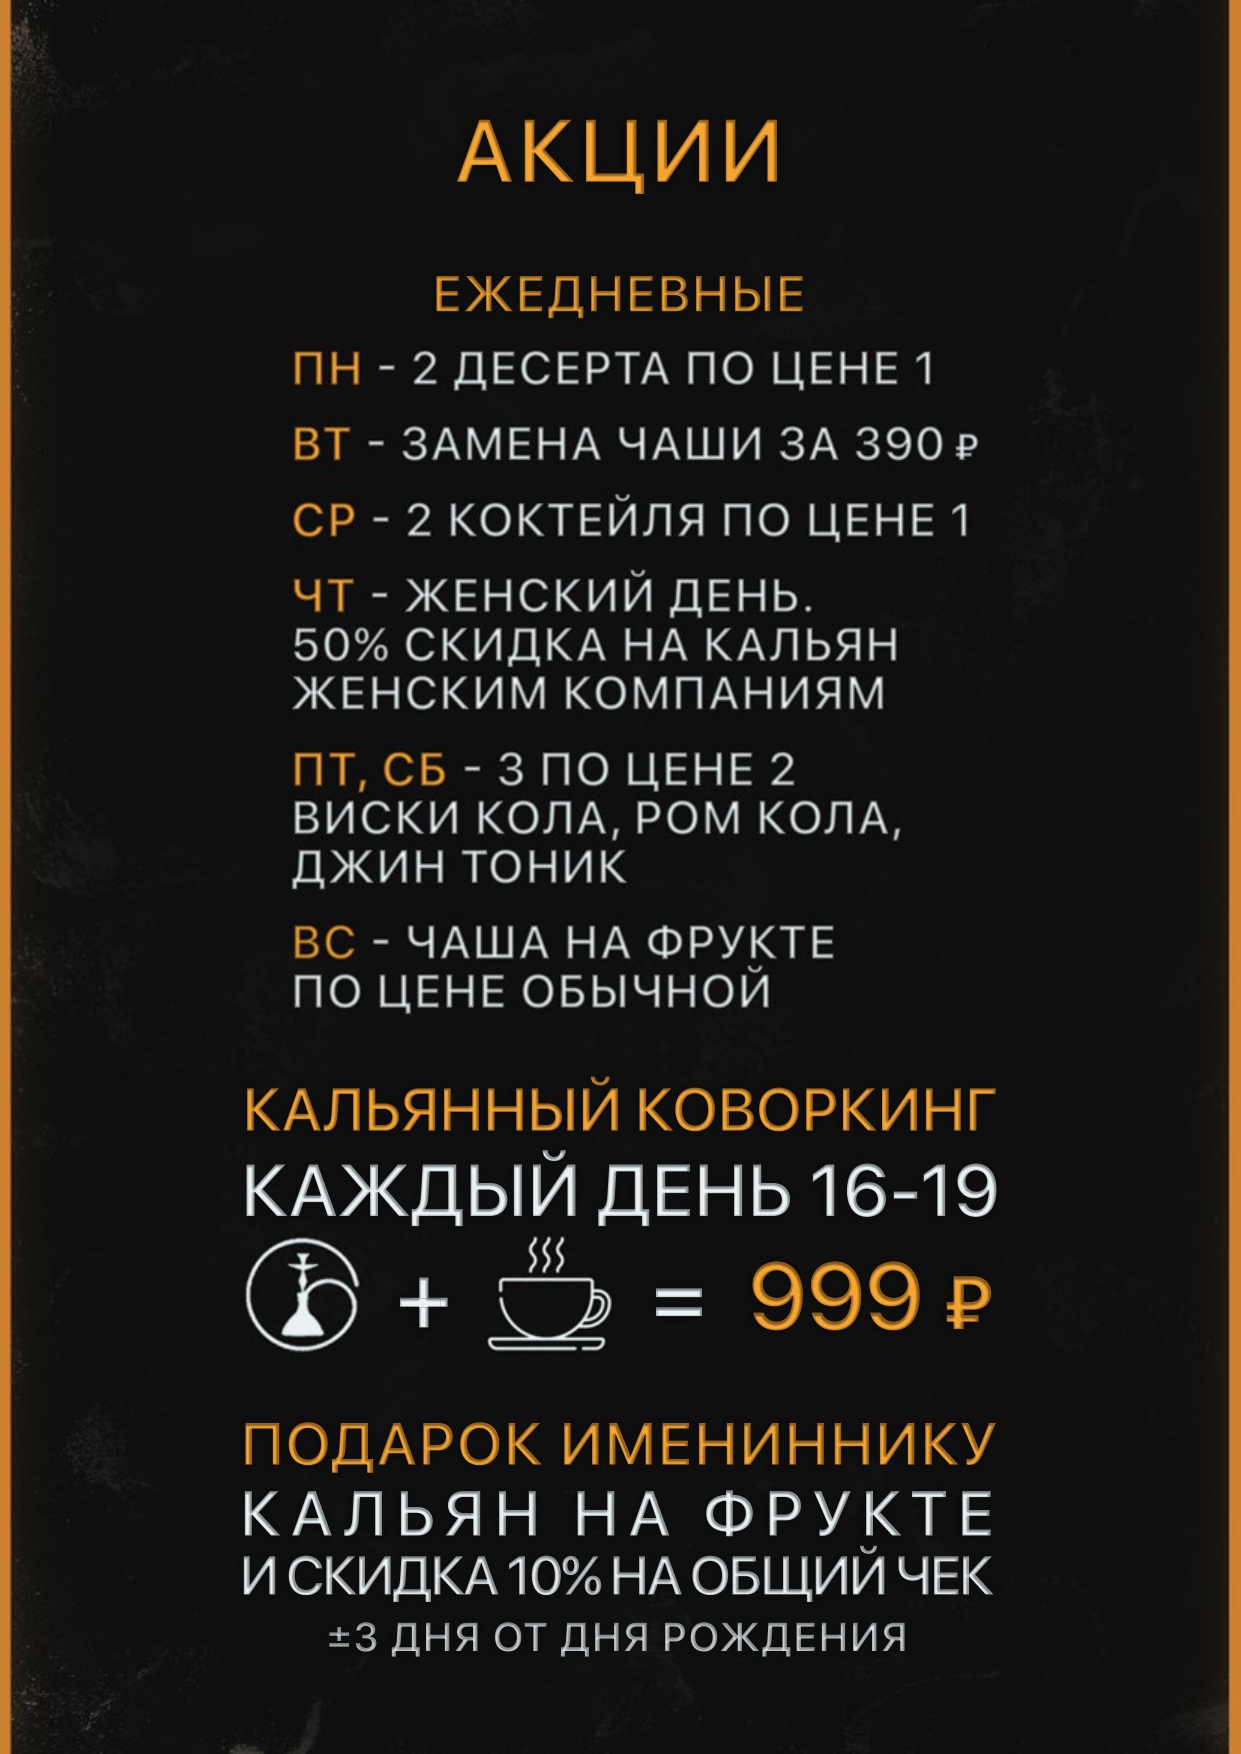 АКЦИИ
ЕЖЕДНЕВНЫЕ
ПН - 2 ДЕСЕРТА ПО ЦЕНЕ 1
ВТ - ЗАМЕНА ЧАШИ ЗА 390 ₽
СР - 2 КОКТЕЙЛЯ ПО ЦЕНЕ 1
ЧТ - ЖЕНСКИЙ ДЕНЬ.
50% СКИДКА НА КАЛЬЯН
ЖЕНСКИМ КОМПАНИЯМ
ПТ, СБ - 3 ПО ЦЕНЕ 2
ВИСКИ КОЛА, РОМ КОЛА,
ДЖИН ТОНИК
ВС - ЧАША НА ФРУКТЕ
ПО ЦЕНЕ ОБЫЧНОЙ
КАЛЬЯННЫЙ КОВОРКИНГ
КАЖДЫЙ ДЕНЬ 16-19
+ = 999 ₽
ПОДАРОК ИМЕНИННИКУ
КАЛЬЯН НА ФРУКТЕ
И СКИДКА 10% НА ОБЩИЙ ЧЕК
±3 ДНЯ ОТ ДНЯ РОЖДЕНИЯ